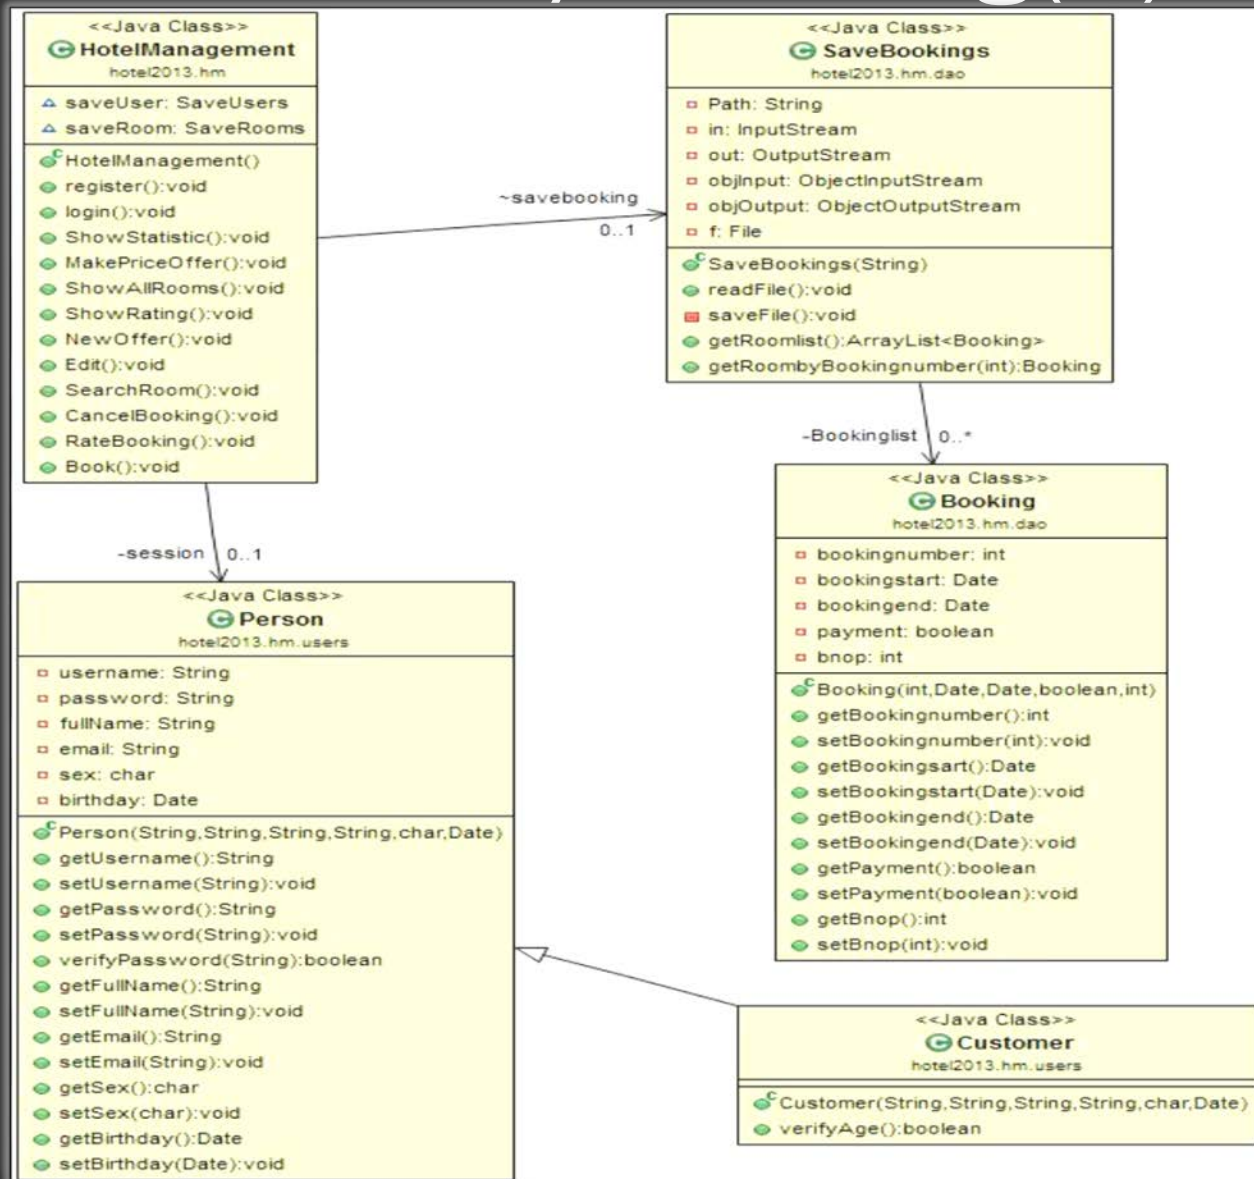 <<Java Class>>
HotelManagement
hotel2013.hm
saveUser: SaveUsers
saveRoom: SaveRooms
HotelManagement()
register():void
login():void
ShowStatistic():void
MakePriceOffer():void
ShowAllRooms():void
ShowRating():void
NewOffer():void
Edit():void
SearchRoom():void
CancelBooking():void
RateBooking():void
Book():void
~savebooking
0..1
<<Java Class>>
SaveBookings
hotel2013.hm.dao
Path: String
in: InputStream
out: OutputStream
objInput: ObjectInputStream
objOutput: ObjectOutputStream
f: File
SaveBookings(String)
readFile():void
saveFile():void
getRoomlist():ArrayList<Booking>
getRoombyBookingnumber(int):Booking
-Bookinglist
0..*
<<Java Class>>
Booking
hotel2013.hm.dao
bookingnumber: int
bookingstart: Date
bookingend: Date
payment: boolean
bnop: int
Booking(int,Date,Date,boolean,int)
getBookingnumber():int
setBookingnumber(int):void
getBookingsart():Date
setBookingstart(Date):void
getBookingend():Date
setBookingend(Date):void
getPayment():boolean
setPayment(boolean):void
getBnop():int
setBnop(int):void
-session
0..1
<<Java Class>>
Person
hotel2013.hm.users
username: String
password: String
fullName: String
email: String
sex: char
birthday: Date
Person(String,String,String,String,char,Date)
getUsername():String
setUsername(String):void
getPassword():String
setPassword(String):void
verifyPassword(String):boolean
getFullName():String
setFullName(String):void
getEmail():String
setEmail(String):void
getSex():char
setSex(char):void
getBirthday():Date
setBirthday(Date):void
<<Java Class>>
Customer
hotel2013.hm.users
Customer(String,String,String,String,char,Date)
verifyAge():boolean